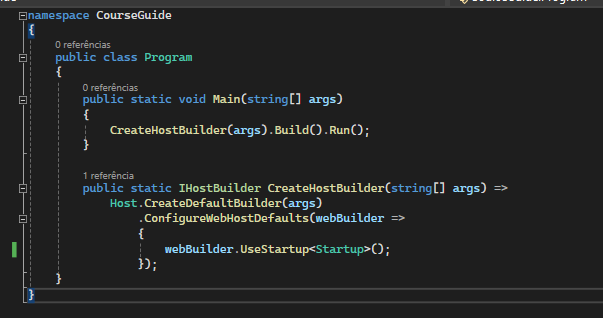 namespace CourseGuide
{
0 referências
public class Program
{
0 referências
public static void Main(string[] args)
{
CreateHostBuilder(args).Build().Run();
}
1 referência
public static IHostBuilder CreateHostBuilder(string[] args) =>
Host.CreateDefaultBuilder(args)
.ConfigureWebHostDefaults(webBuilder =>
{
webBuilder.UseStartup<Startup>();
});
}
}